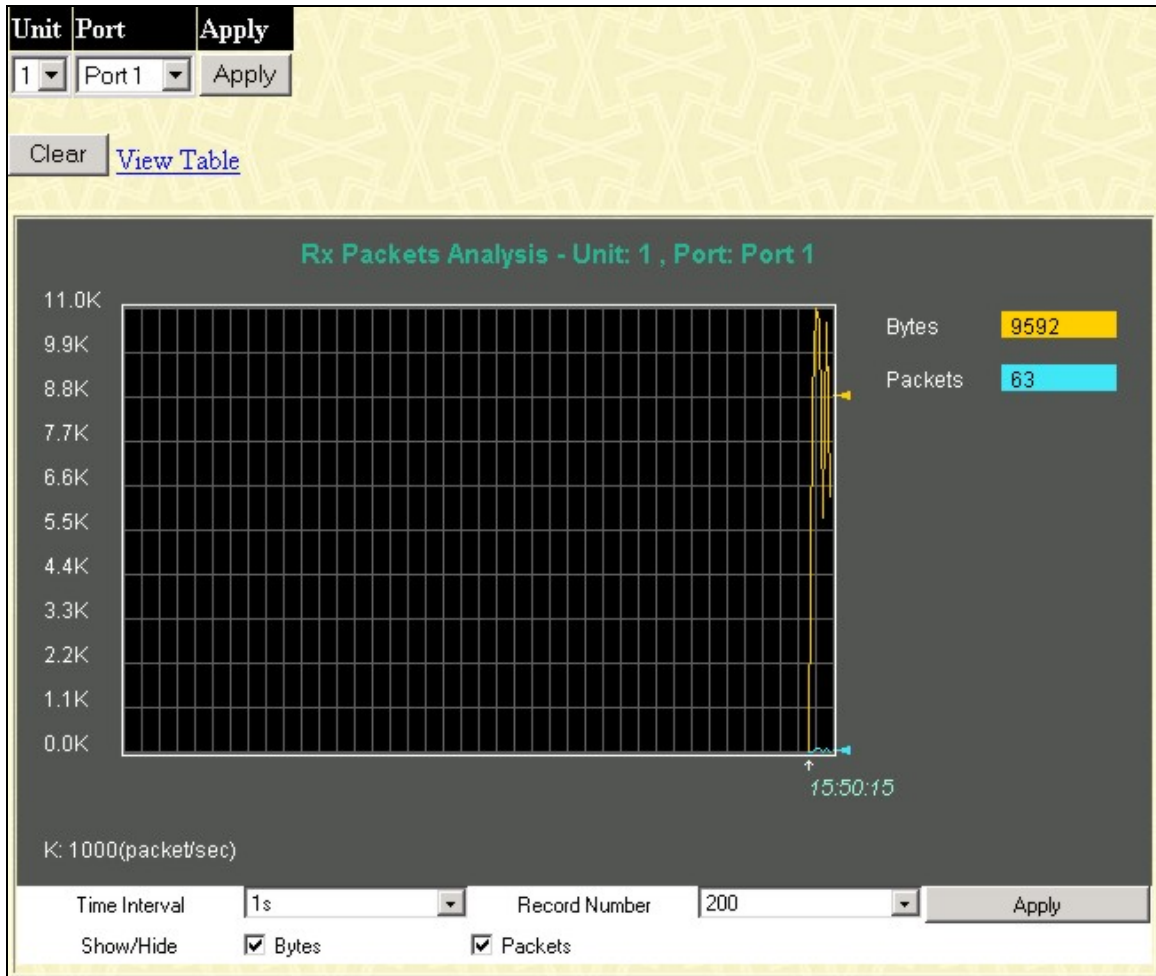 Unit Port Apply
1 Port 1 Apply
Clear View Table
Rx Packets Analysis - Unit: 1 , Port: Port 1
11.0K
9.9K
8.8K
7.7K
6.6K
5.5K
4.4K
3.3K
2.2K
1.1K
0.0K
Bytes 9592
Packets 63
15:50:15
K: 1000(packet/sec)
Time Interval 1s Record Number 200 Apply
Show/Hide Bytes Packets